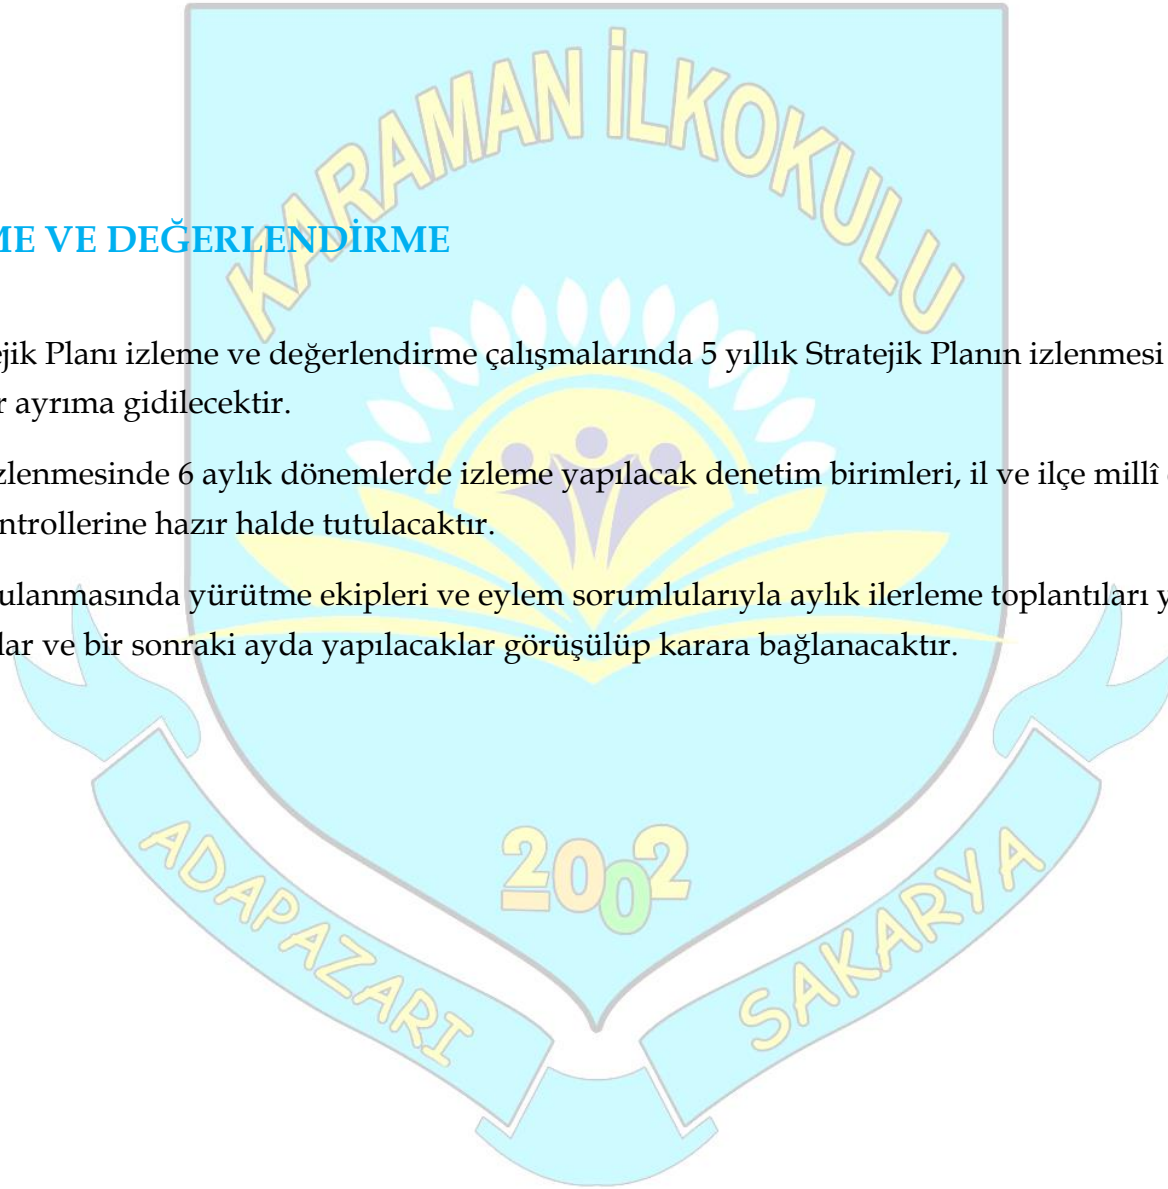 KARAMAN İLKOKULU
ME VE DEĞERLENDİRME
ejik Planı izleme ve değerlendirme çalışmalarında 5 yıllık Stratejik Planın izlenmesi
r ayrıma gidilecektir.
zlenmesinde 6 aylık dönemlerde izleme yapılacak denetim birimleri, il ve ilçe millî
ntrollerine hazır halde tutulacaktır.
ulanmasında yürütme ekipleri ve eylem sorumlularıyla aylık ilerleme toplantıları y
lar ve bir sonraki ayda yapılacaklar görüşülüp karara bağlanacaktır.
2002
ADAPAZARI
SAKARYA